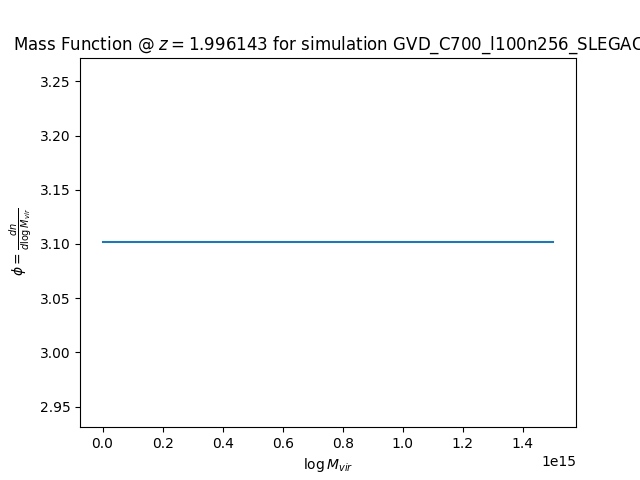 Mass Function @ z = 1.996143 for simulation GVD_C700_l100n256_SLEGAC
3.25
3.20
3.15
3.10
3.05
3.00
2.95
ϕ = dn / dlog M_vir
0.0 0.2 0.4 0.6 0.8 1.0 1.2 1.4
1e15
log M_vir